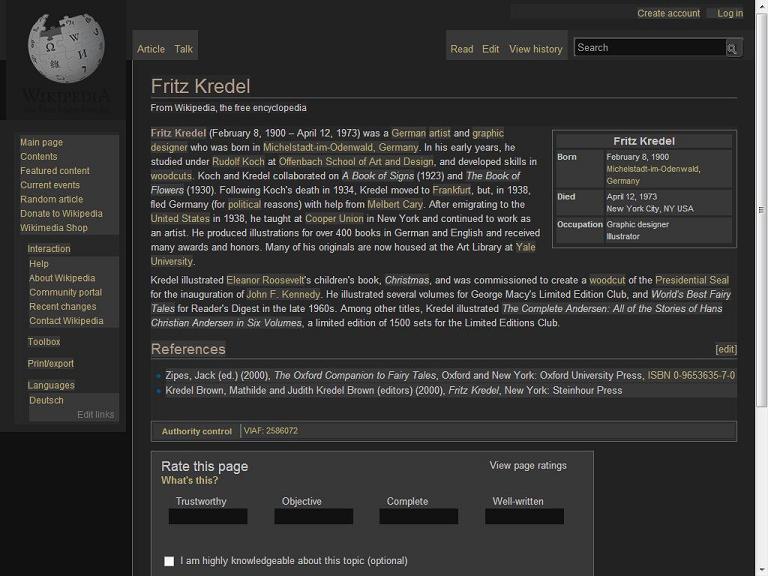 Create account Log in
WIKIPEDIA
Article Talk Read Edit View history Search
Fritz Kredel
From Wikipedia, the free encyclopedia
Fritz Kredel (February 8, 1900 – April 12, 1973) was a German artist and graphic
designer who was born in Michelstadt-im-Odenwald, Germany. In his early years, he
studied under Rudolf Koch at Offenbach School of Art and Design, and developed skills in
woodcuts. Koch and Kredel collaborated on A Book of Signs (1923) and The Book of
Flowers (1930). Following Koch's death in 1934, Kredel moved to Frankfurt, but, in 1938,
fled Germany (for political reasons) with help from Melbert Cary. After emigrating to the
United States in 1938, he taught at Cooper Union in New York and continued to work as
an artist. He produced illustrations for over 400 books in German and English and received
many awards and honors. Many of his originals are now housed at the Art Library at Yale
University.
Fritz Kredel
Born February 8, 1900
Michelstadt-im-Odenwald,
Germany
Died April 12, 1973
New York City, NY USA
Occupation Graphic designer
Illustrator
Kredel illustrated Eleanor Roosevelt's children's book, Christmas, and was commissioned to create a woodcut of the Presidential Seal
for the inauguration of John F. Kennedy. He illustrated several volumes for George Macy's Limited Edition Club, and World's Best Fairy
Tales for Reader's Digest in the late 1960s. Among other titles, Kredel illustrated The Complete Andersen: All of the Stories of Hans
Christian Andersen in Six Volumes, a limited edition of 1500 sets for the Limited Editions Club.
References [edit]
Zipes, Jack (ed.) (2000), The Oxford Companion to Fairy Tales, Oxford and New York: Oxford University Press, ISBN 0-9653635-7-0
Kredel Brown, Mathilde and Judith Kredel Brown (editors) (2000), Fritz Kredel, New York: Steinhour Press
Authority control VIAF: 2586072
Rate this page View page ratings
What's this?
Trustworthy Objective Complete Well-written
I am highly knowledgeable about this topic (optional)
Main page
Contents
Featured content
Current events
Random article
Donate to Wikipedia
Wikimedia Shop
Interaction
Help
About Wikipedia
Community portal
Recent changes
Contact Wikipedia
Toolbox
Print/export
Languages
Deutsch
Edit links